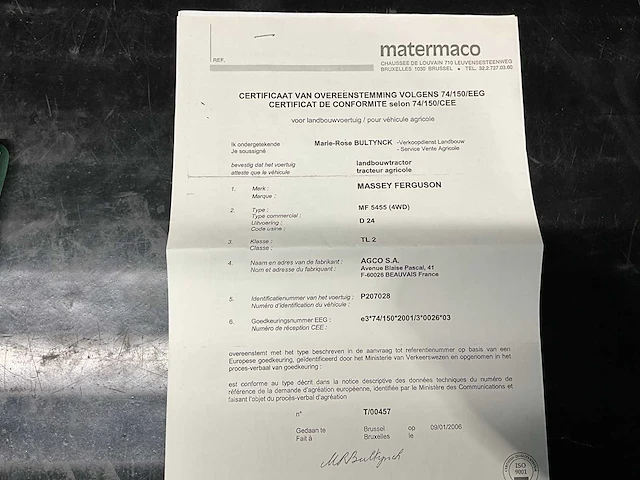 matermaco
REF.
CHAUSSEE DE LOUVAIN 710 LEUVENSESTEENWEG
BRUXELLES 1030 BRUSSEL • TEL. 32.2.727.03.80
CERTIFICAAT VAN OVEREENSTEMMING VOLGENS 74/150/EEG
CERTIFICAT DE CONFORMITE selon 74/150/CEE
voor landbouwvoertuig / pour véhicule agricole
Ik ondergetekende Marie-Rose BULTYNCK -Verkoopdienst Landbouw
Je soussigné - Service Vente Agricole
bevestig dat het voertuig landbouwtractor
atteste que le véhicule tracteur agricole
1. Merk : MASSEY FERGUSON
Marque :
2. Type : MF 5455 (4WD)
Type commercial :
Uitvoering : D 24
Code usine :
3. Klasse : TL 2
Classe :
4. Naam en adres van de fabrikant : AGCO S.A.
Nom et adresse du fabriquant : Avenue Blaise Pascal, 41
F-60026 BEAUVAIS France
5. Identificatienummer van het voertuig : P207028
Numéro d'identification du véhicule :
6. Goedkeuringsnummer EEG : e3*74/150*2001/3*0026*03
Numéro de réception CEE :
overeenstemt met het type beschreven in de aanvraag tot referentienummer op basis van een
Europese goedkeuring, geïdentificeerd door het Ministerie van Verkeerswezen en opgenomen in het
proces-verbaal van goedkeuring :
est conforme au type décrit dans la notice descriptive des données techniques du numéro de
référence de la demande d'agréation européenne, identifiée par le Ministère des Communications et
faisant l'objet du procès-verbal d'agréation
n° T/00457
Gedaan te Brussel op 09/01/2006
Fait à Bruxelles le
MRBultynck
ISO
9001